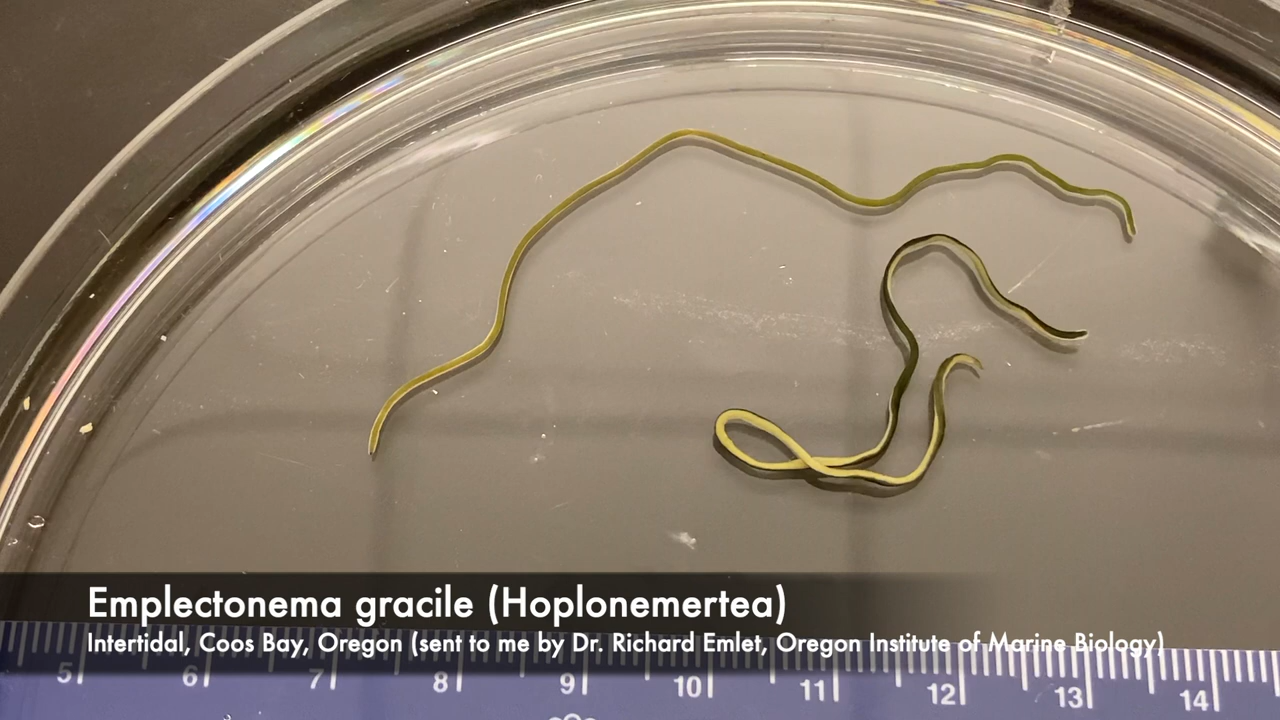 Emplectonema gracile (Hoplonemertea)
Intertidal, Coos Bay, Oregon (sent to me by Dr. Richard Emlet, Oregon Institute of Marine Biology)
5 6 7 8 9 10 11 12 13 14